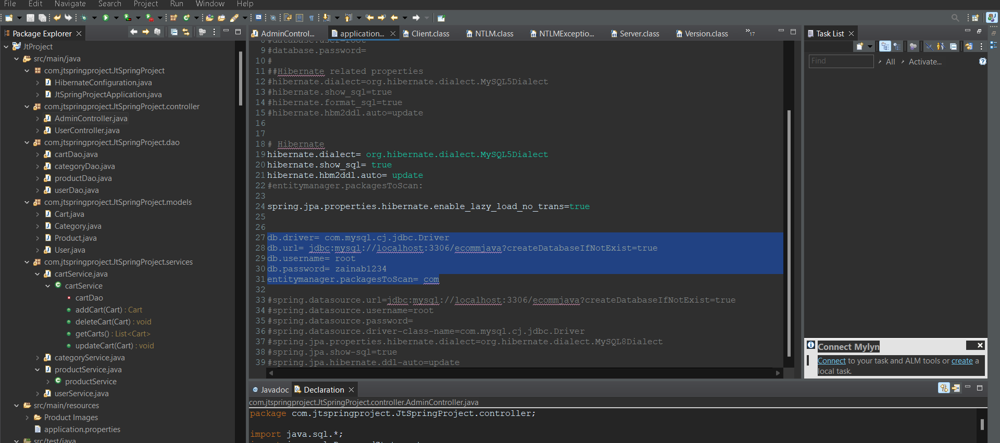 File Edit Navigate Search Project Run Window Help
Package Explorer
JtProject
src/main/java
com.jtspringproject.JtSpringProject
HibernateConfiguration.java
JtSpringProjectApplication.java
com.jtspringproject.JtSpringProject.controller
AdminController.java
UserController.java
com.jtspringproject.JtSpringProject.dao
cartDao.java
categoryDao.java
productDao.java
userDao.java
com.jtspringproject.JtSpringProject.models
Cart.java
Category.java
Product.java
User.java
com.jtspringproject.JtSpringProject.services
cartService.java
cartService
cartDao
addCart(Cart) : Cart
deleteCart(Cart) : void
getCarts() : List<Cart>
updateCart(Cart) : void
categoryService.java
productService.java
productService
userService.java
src/main/resources
Product Images
application.properties
src/test/java
AdminControl... application... Client.class NTLM.class NTLMExceptio... Server.class Version.class »17
8 #database.user=root
9 #database.password=
10 #
11 ##Hibernate related properties
12 #hibernate.dialect=org.hibernate.dialect.MySQL5Dialect
13 #hibernate.show_sql=true
14 #hibernate.format_sql=true
15 #hibernate.hbm2ddl.auto=update
16
17
18 # Hibernate
19 hibernate.dialect= org.hibernate.dialect.MySQL5Dialect
20 hibernate.show_sql= true
21 hibernate.hbm2ddl.auto= update
22 #entitymanager.packagesToScan:
23
24 spring.jpa.properties.hibernate.enable_lazy_load_no_trans=true
25
26
27 db.driver= com.mysql.cj.jdbc.Driver
28 db.url= jdbc:mysql://localhost:3306/ecommjava?createDatabaseIfNotExist=true
29 db.username= root
30 db.password= zainab1234
31 entitymanager.packagesToScan= com
32
33 #spring.datasource.url=jdbc:mysql://localhost:3306/ecommjava?createDatabaseIfNotExist=true
34 #spring.datasource.username=root
35 #spring.datasource.password=
36 #spring.datasource.driver-class-name=com.mysql.cj.jdbc.Driver
37 #spring.jpa.properties.hibernate.dialect=org.hibernate.dialect.MySQL8Dialect
38 #spring.jpa.show-sql=true
39 #spring.jpa.hibernate.ddl-auto=update
Javadoc Declaration
com.jtspringproject.JtSpringProject.controller.AdminController.java
package com.jtspringproject.JtSpringProject.controller;
import java.sql.*;
Task List
Find All Activate...
Connect Mylyn
Connect to your task and ALM tools or create a
local task.